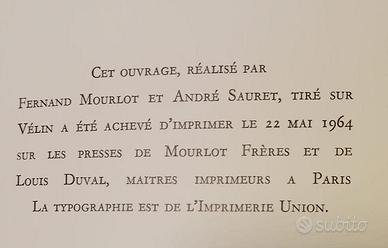 Cet ouvrage, réalisé par
Fernand Mourlot et André Sauret, tiré sur
Vélin a été achevé d'imprimer le 22 mai 1964
sur les presses de Mourlot Frères et de
Louis Duval, maitres imprimeurs a Paris
La typographie est de l'Imprimerie Union.
subito